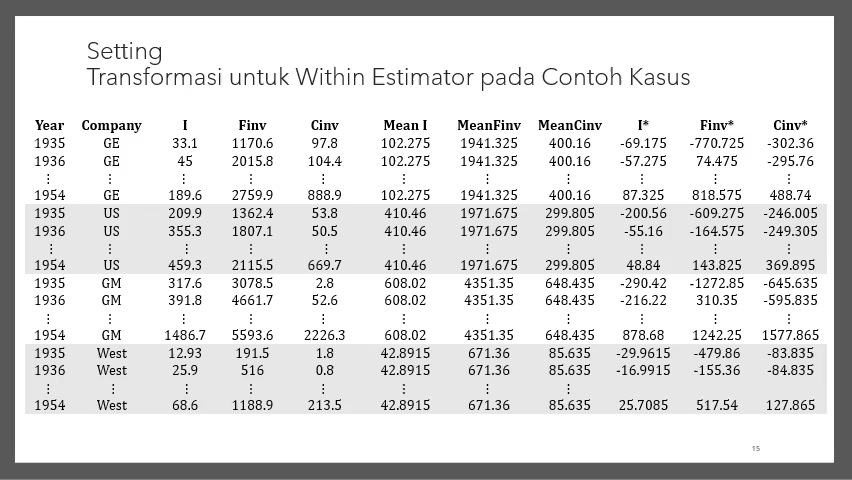 Setting
Transformasi untuk Within Estimator pada Contoh Kasus
Year Company I Finv Cinv Mean I MeanFinv MeanCinv I* Finv* Cinv*
1935 GE 33.1 1170.6 97.8 102.275 1941.325 400.16 -69.175 -770.725 -302.36
1936 GE 45 2015.8 104.4 102.275 1941.325 400.16 -57.275 74.475 -295.76
⋮ ⋮ ⋮ ⋮ ⋮ ⋮ ⋮ ⋮ ⋮ ⋮ ⋮
1954 GE 189.6 2759.9 888.9 102.275 1941.325 400.16 87.325 818.575 488.74
1935 US 209.9 1362.4 53.8 410.46 1971.675 299.805 -200.56 -609.275 -246.005
1936 US 355.3 1807.1 50.5 410.46 1971.675 299.805 -55.16 -164.575 -249.305
⋮ ⋮ ⋮ ⋮ ⋮ ⋮ ⋮ ⋮ ⋮ ⋮ ⋮
1954 US 459.3 2115.5 669.7 410.46 1971.675 299.805 48.84 143.825 369.895
1935 GM 317.6 3078.5 2.8 608.02 4351.35 648.435 -290.42 -1272.85 -645.635
1936 GM 391.8 4661.7 52.6 608.02 4351.35 648.435 -216.22 310.35 -595.835
⋮ ⋮ ⋮ ⋮ ⋮ ⋮ ⋮ ⋮ ⋮ ⋮ ⋮
1954 GM 1486.7 5593.6 2226.3 608.02 4351.35 648.435 878.68 1242.25 1577.865
1935 West 12.93 191.5 1.8 42.8915 671.36 85.635 -29.9615 -479.86 -83.835
1936 West 25.9 516 0.8 42.8915 671.36 85.635 -16.9915 -155.36 -84.835
⋮ ⋮ ⋮ ⋮ ⋮ ⋮ ⋮ ⋮
1954 West 68.6 1188.9 213.5 42.8915 671.36 85.635 25.7085 517.54 127.865
15